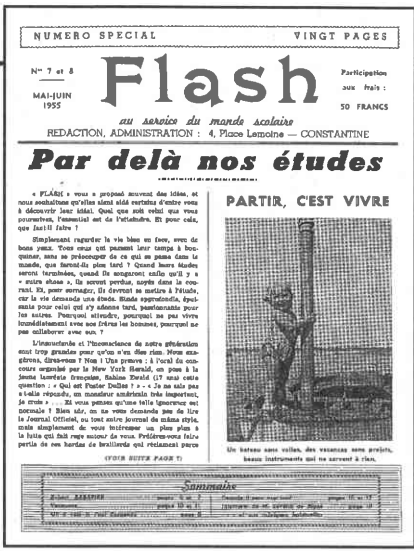 NUMERO SPECIAL
VINGT PAGES
Nos 7 et 8
MAI-JUIN
1955
Flash
Participation
aux frais :
50 FRANCS
au service du monde scolaire
REDACTION, ADMINISTRATION : 4, Place Lemoine — CONSTANTINE
Par delà nos études
« FLASH » vous a proposé souvent des idées, et
nous souhaitons qu'elles aient aidé certains d'entre vous
à découvrir leur idéal. Quel que soit celui que vous
poursuivez, l'essentiel est de l'atteindre. Et pour cela,
que faut-il faire ?
Simplement regarder la vie bien en face, avec de
bons yeux. Tous ceux qui passent leur temps à bou-
quiner, sans se préoccuper de ce qui se passe dans le
monde, que feront-ils plus tard ? Quand leurs études
seront terminées, quand ils songeront enfin qu'il y a
« autre chose », ils seront perdus, noyés dans le cou-
rant. Et, pour surnager, ils devront se mettre à l'étude,
car la vie demande une étude. Etude approfondie, épui-
sante pour celui qui s'y adonne tard, passionnante pour
les autres. Pourquoi attendre, pourquoi ne pas vivre
immédiatement avec nos frères les hommes, pourquoi ne
pas collaborer avec eux ?
L'insouciance et l'inconscience de notre génération
sont trop grandes pour qu'on n'en dise rien. Nous exa-
gérons, direz-vous ? Non ! Une preuve : à l'oral du con-
cours organisé par le New York Herald, on pose à la
jeune lauréate française, Sabine Ewald (17 ans) cette
question : « Qui est Foster Dulles ? » - « Je ne sais pas
a-t-elle répondu, un monsieur américain très important,
je crois » . . . Et vous pensez qu'une telle ignorance est
normale ? Bien sûr, on ne vous demande pas de lire
le Journal Officiel, ou tout autre journal du même style,
mais simplement de vous intéresser un peu plus à
la lutte qui fait rage autour de vous. Préférez-vous faire
partie de ces hordes de braillards qui réclament parce
(VOIR SUITE PAGE 7)
PARTIR, C'EST VIVRE
Un bateau sans voiles, des vacances sans projets,
beaux instruments qui ne servent à rien.
Sommaire